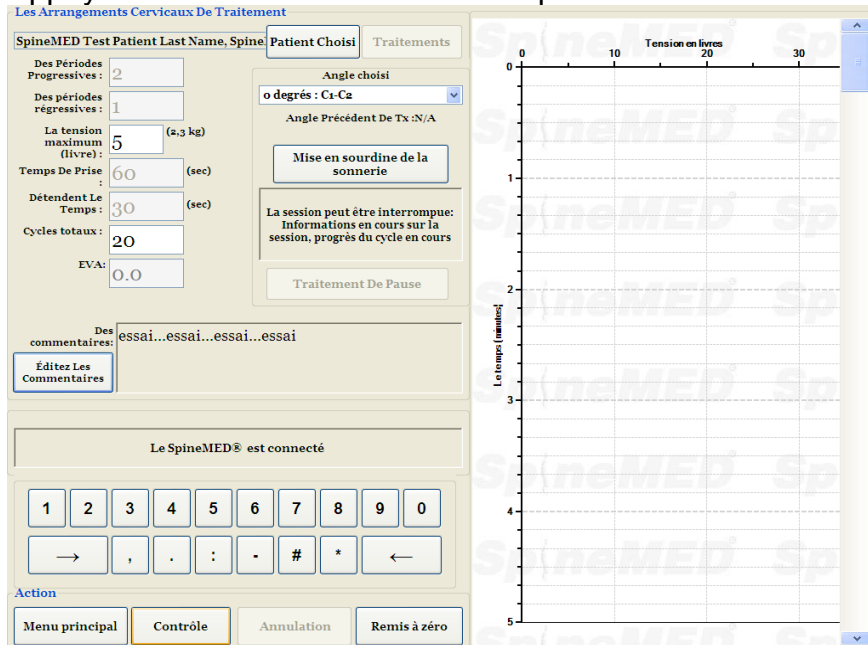 Les Arrangements Cervicaux De Traitement
SpineMED Test Patient Last Name, Spine
Patient Choisi
Traitements
Des Périodes
Progressives :
2
Des périodes
régressives :
1
La tension
maximum
(livre) :
5
(2,3 kg)
Temps De Prise
:
60
(sec)
Détendent Le
Temps :
30
(sec)
Cycles totaux :
20
EVA:
0.0
Angle choisi
0 degrés : C1-C2
Angle Précédent De Tx :N/A
Mise en sourdine de la
sonnerie
La session peut être interrompue:
Informations en cours sur la
session, progrès du cycle en cours
Traitement De Pause
Des
commentaires:
essai...essai...essai...essai
Éditez Les
Commentaires
Le SpineMED® est connecté
1 2 3 4 5 6 7 8 9 0
→ , . : - # * ←
Action
Menu principal
Contrôle
Annulation
Remis à zéro
Tension en livres
0 10 20 30
Le temps (minutes)
0
1
2
3
4
5
SpineMED®